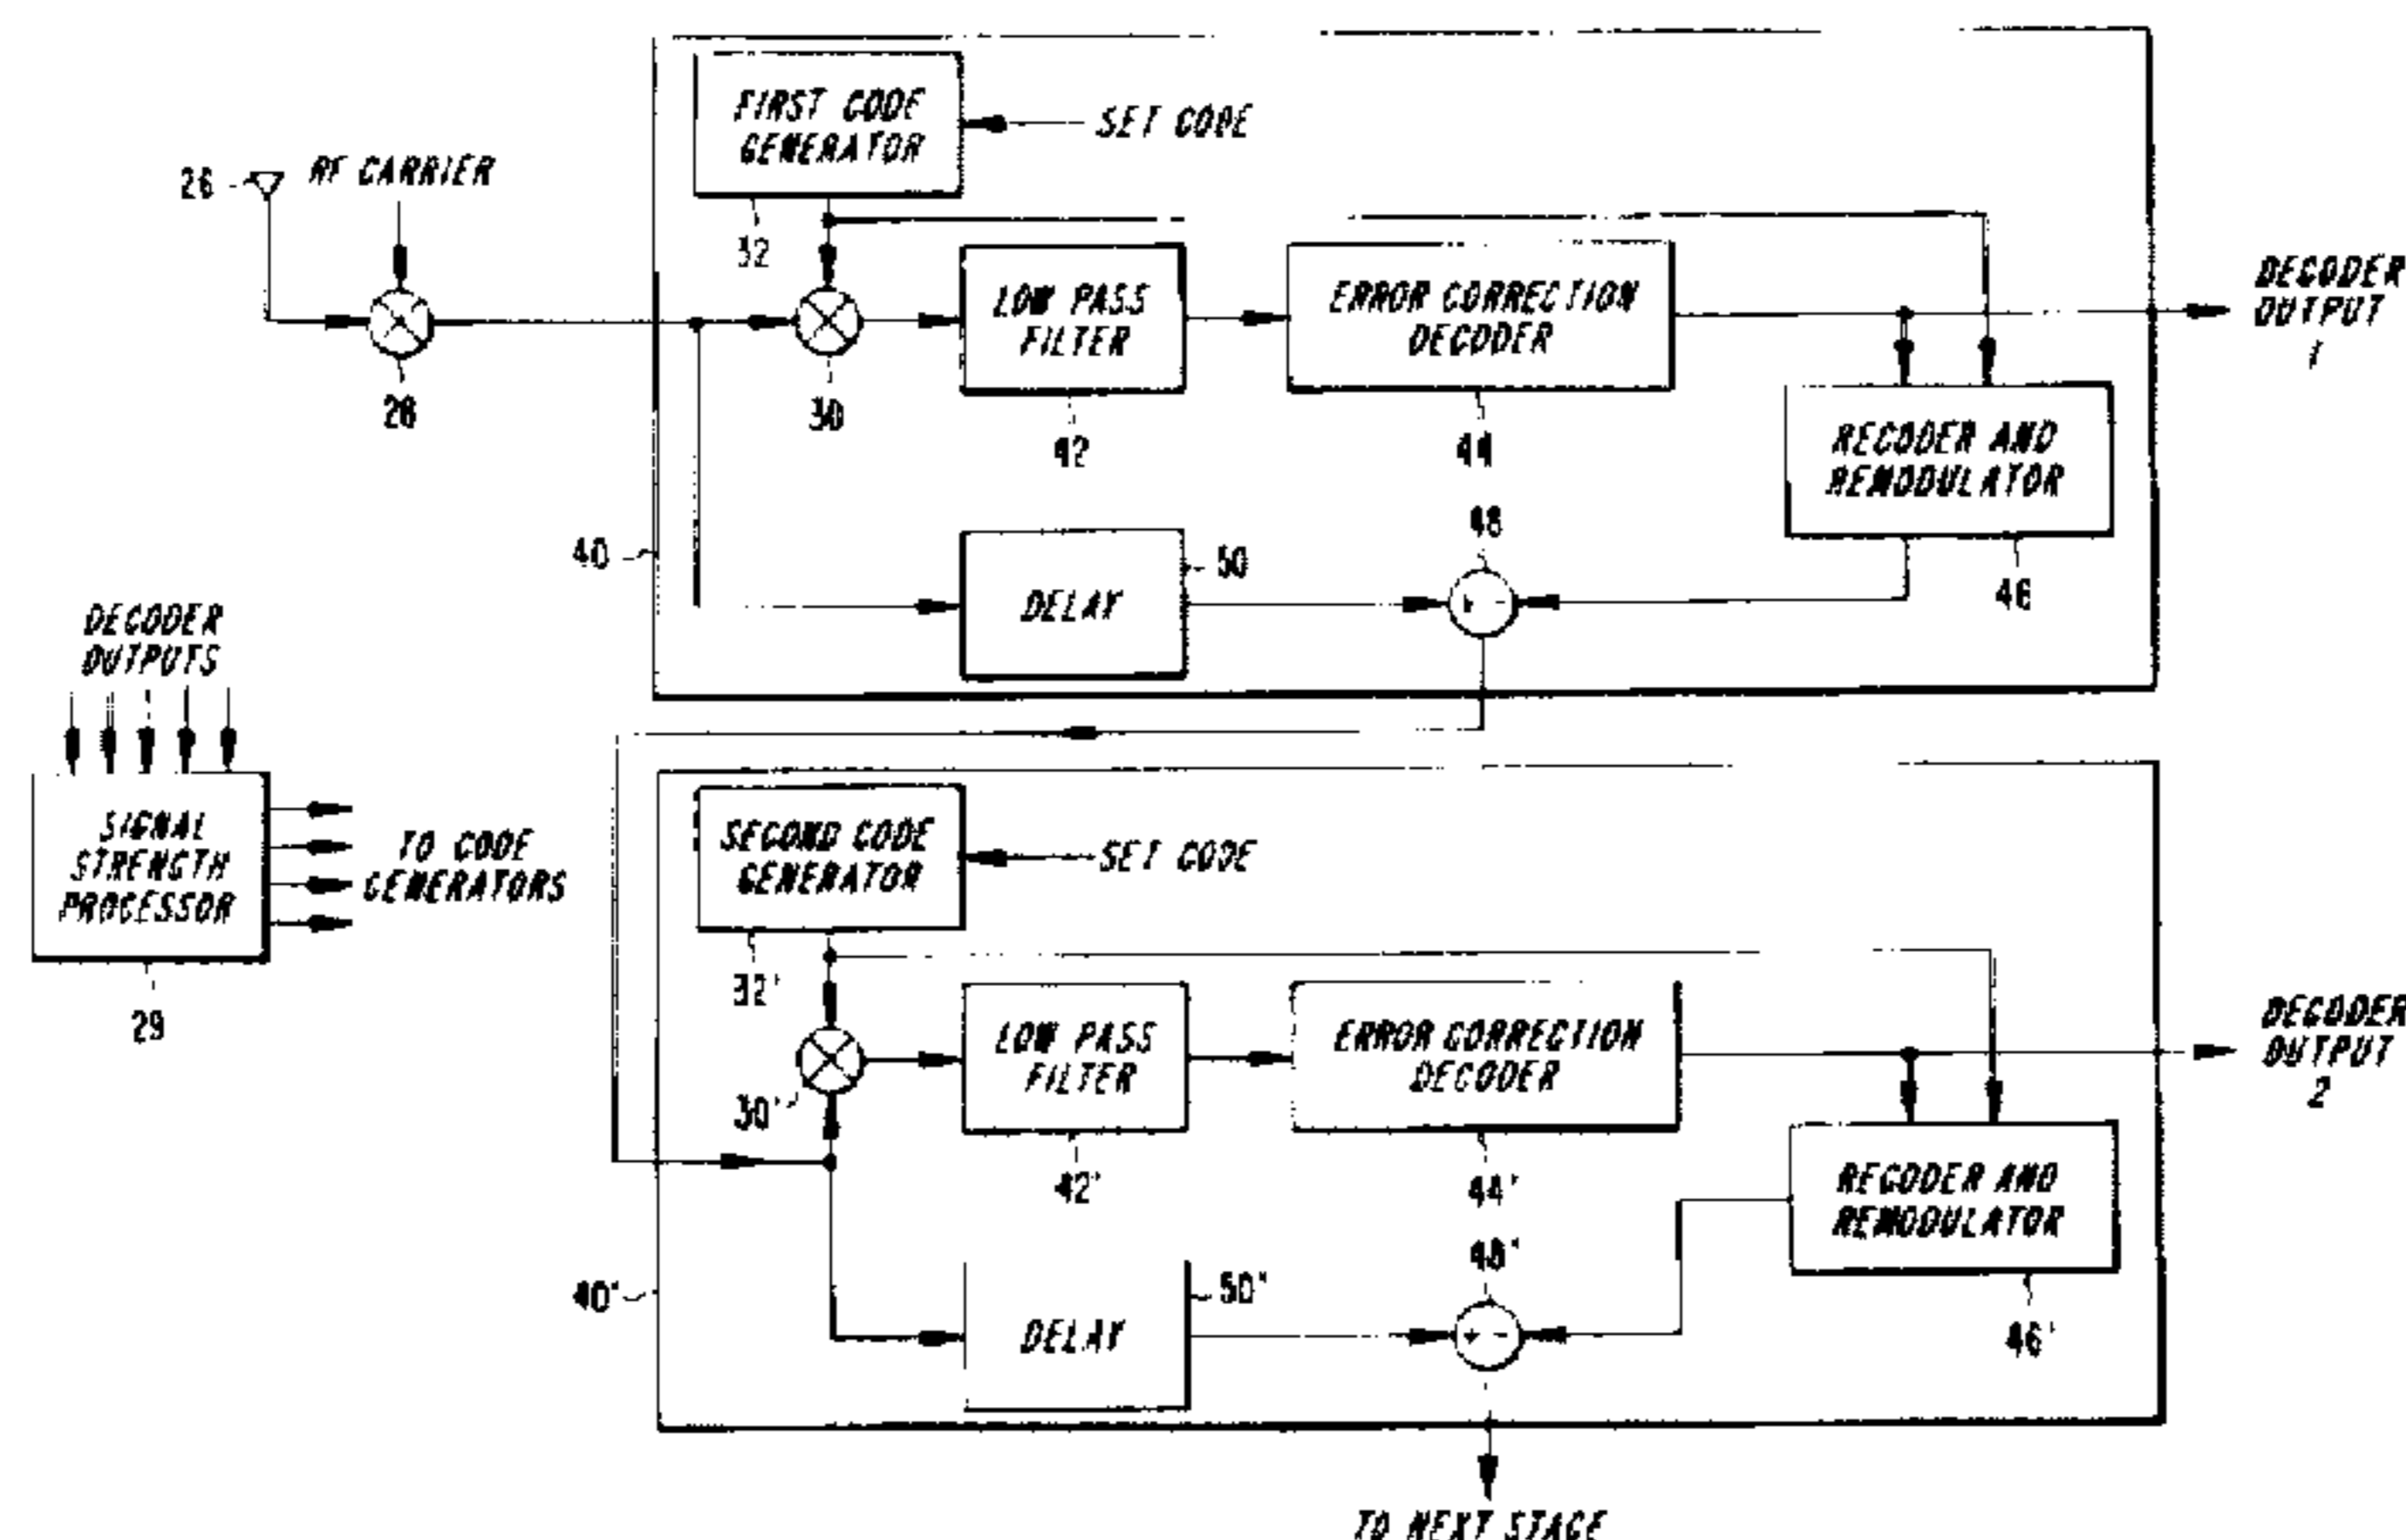 FIRST CODE
GENERATOR
SET CODE
26
RF CARRIER
32
LOW PASS
FILTER
ERROR CORRECTION
DECODER
DECODER
OUTPUT
1
28
30
42
44
RECODER AND
REMODULATOR
48
40
50
DELAY
46
DECODER
OUTPUTS
SIGNAL
STRENGTH
PROCESSOR
TO CODE
GENERATORS
29
SECOND CODE
GENERATOR
SET CODE
32'
LOW PASS
FILTER
ERROR CORRECTION
DECODER
DECODER
OUTPUT
2
30'
42'
44'
RECODER AND
REMODULATOR
48'
40'
50'
DELAY
+ -
46'
TO NEXT STAGE